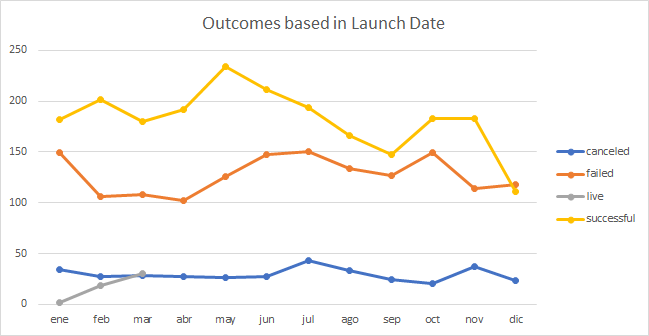 Outcomes based in Launch Date
250
200
150
100
50
0
ene feb mar abr may jun jul ago sep oct nov dic
canceled
failed
live
successful